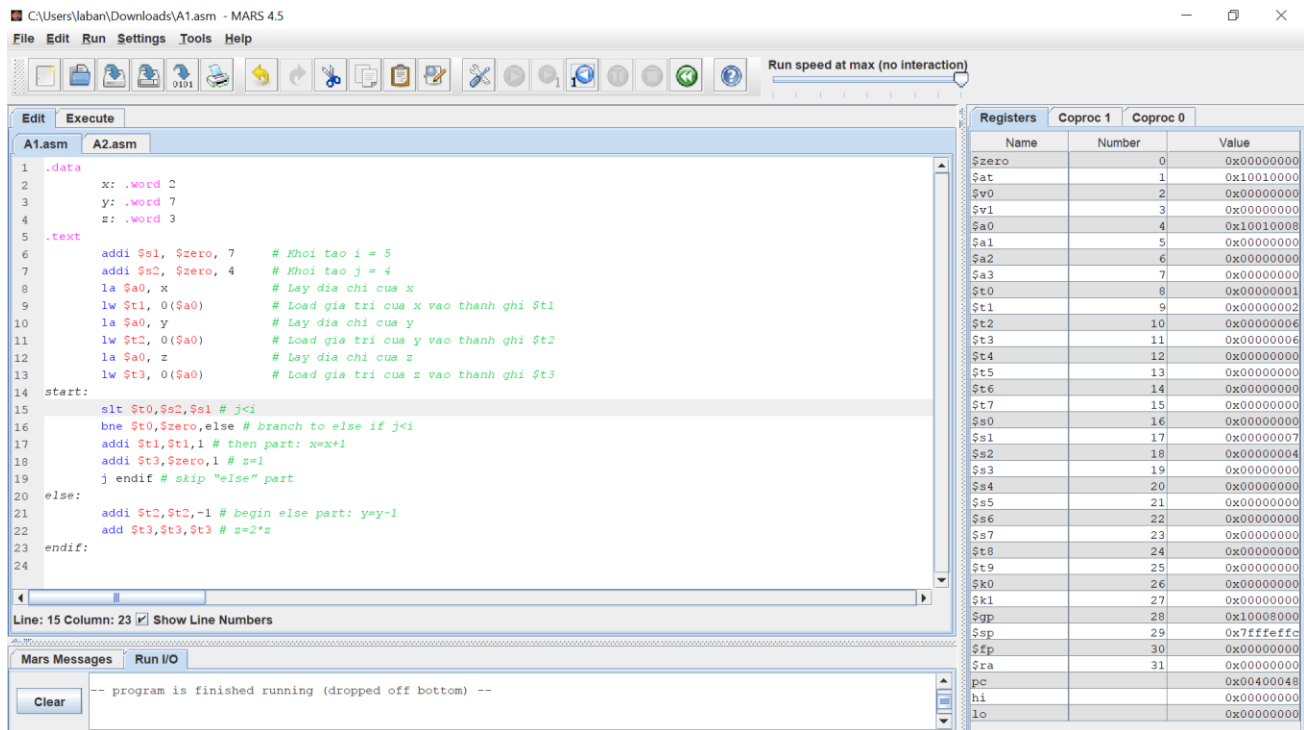 C:\Users\laban\Downloads\A1.asm - MARS 4.5
File Edit Run Settings Tools Help
Run speed at max (no interaction)
Edit Execute
A1.asm A2.asm
1 .data
2 x: .word 2
3 y: .word 7
4 z: .word 3
5 .text
6 addi $s1, $zero, 7 # Khoi tao i = 5
7 addi $s2, $zero, 4 # Khoi tao j = 4
8 la $a0, x # Lay dia chi cua x
9 lw $t1, 0($a0) # Load gia tri cua x vao thanh ghi $t1
10 la $a0, y # Lay dia chi cua y
11 lw $t2, 0($a0) # Load gia tri cua y vao thanh ghi $t2
12 la $a0, z # Lay dia chi cua z
13 lw $t3, 0($a0) # Load gia tri cua z vao thanh ghi $t3
14 start:
15 slt $t0,$s2,$s1 # j<i
16 bne $t0,$zero,else # branch to else if j<i
17 addi $t1,$t1,1 # then part: x=x+1
18 addi $t3,$zero,1 # z=1
19 j endif # skip "else" part
20 else:
21 addi $t2,$t2,-1 # begin else part: y=y-1
22 add $t3,$t3,$t3 # z=2*z
23 endif:
24
Line: 15 Column: 23 Show Line Numbers
Mars Messages Run I/O
Clear
-- program is finished running (dropped off bottom) --
Registers Coproc 1 Coproc 0
Name Number Value
$zero 0 0x00000000
$at 1 0x10010000
$v0 2 0x00000000
$v1 3 0x00000000
$a0 4 0x10010008
$a1 5 0x00000000
$a2 6 0x00000000
$a3 7 0x00000000
$t0 8 0x00000001
$t1 9 0x00000002
$t2 10 0x00000006
$t3 11 0x00000006
$t4 12 0x00000000
$t5 13 0x00000000
$t6 14 0x00000000
$t7 15 0x00000000
$s0 16 0x00000000
$s1 17 0x00000007
$s2 18 0x00000004
$s3 19 0x00000000
$s4 20 0x00000000
$s5 21 0x00000000
$s6 22 0x00000000
$s7 23 0x00000000
$t8 24 0x00000000
$t9 25 0x00000000
$k0 26 0x00000000
$k1 27 0x00000000
$gp 28 0x10008000
$sp 29 0x7fffeffc
$fp 30 0x00000000
$ra 31 0x00000000
pc 0x00400048
hi 0x00000000
lo 0x00000000